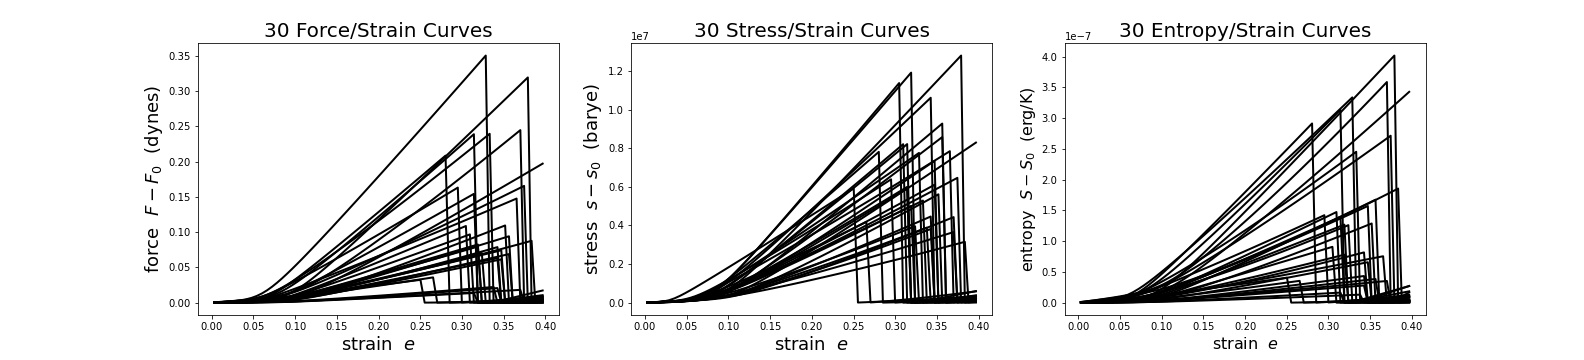 30 Force/Strain Curves
force F − F₀ (dynes)
0.35
0.30
0.25
0.20
0.15
0.10
0.05
0.00
0.00 0.05 0.10 0.15 0.20 0.25 0.30 0.35 0.40
strain e
30 Stress/Strain Curves
1e7
stress s − s₀ (barye)
1.2
1.0
0.8
0.6
0.4
0.2
0.0
0.00 0.05 0.10 0.15 0.20 0.25 0.30 0.35 0.40
strain e
30 Entropy/Strain Curves
1e−7
entropy S − S₀ (erg/K)
4.0
3.5
3.0
2.5
2.0
1.5
1.0
0.5
0.0
0.00 0.05 0.10 0.15 0.20 0.25 0.30 0.35 0.40
strain e